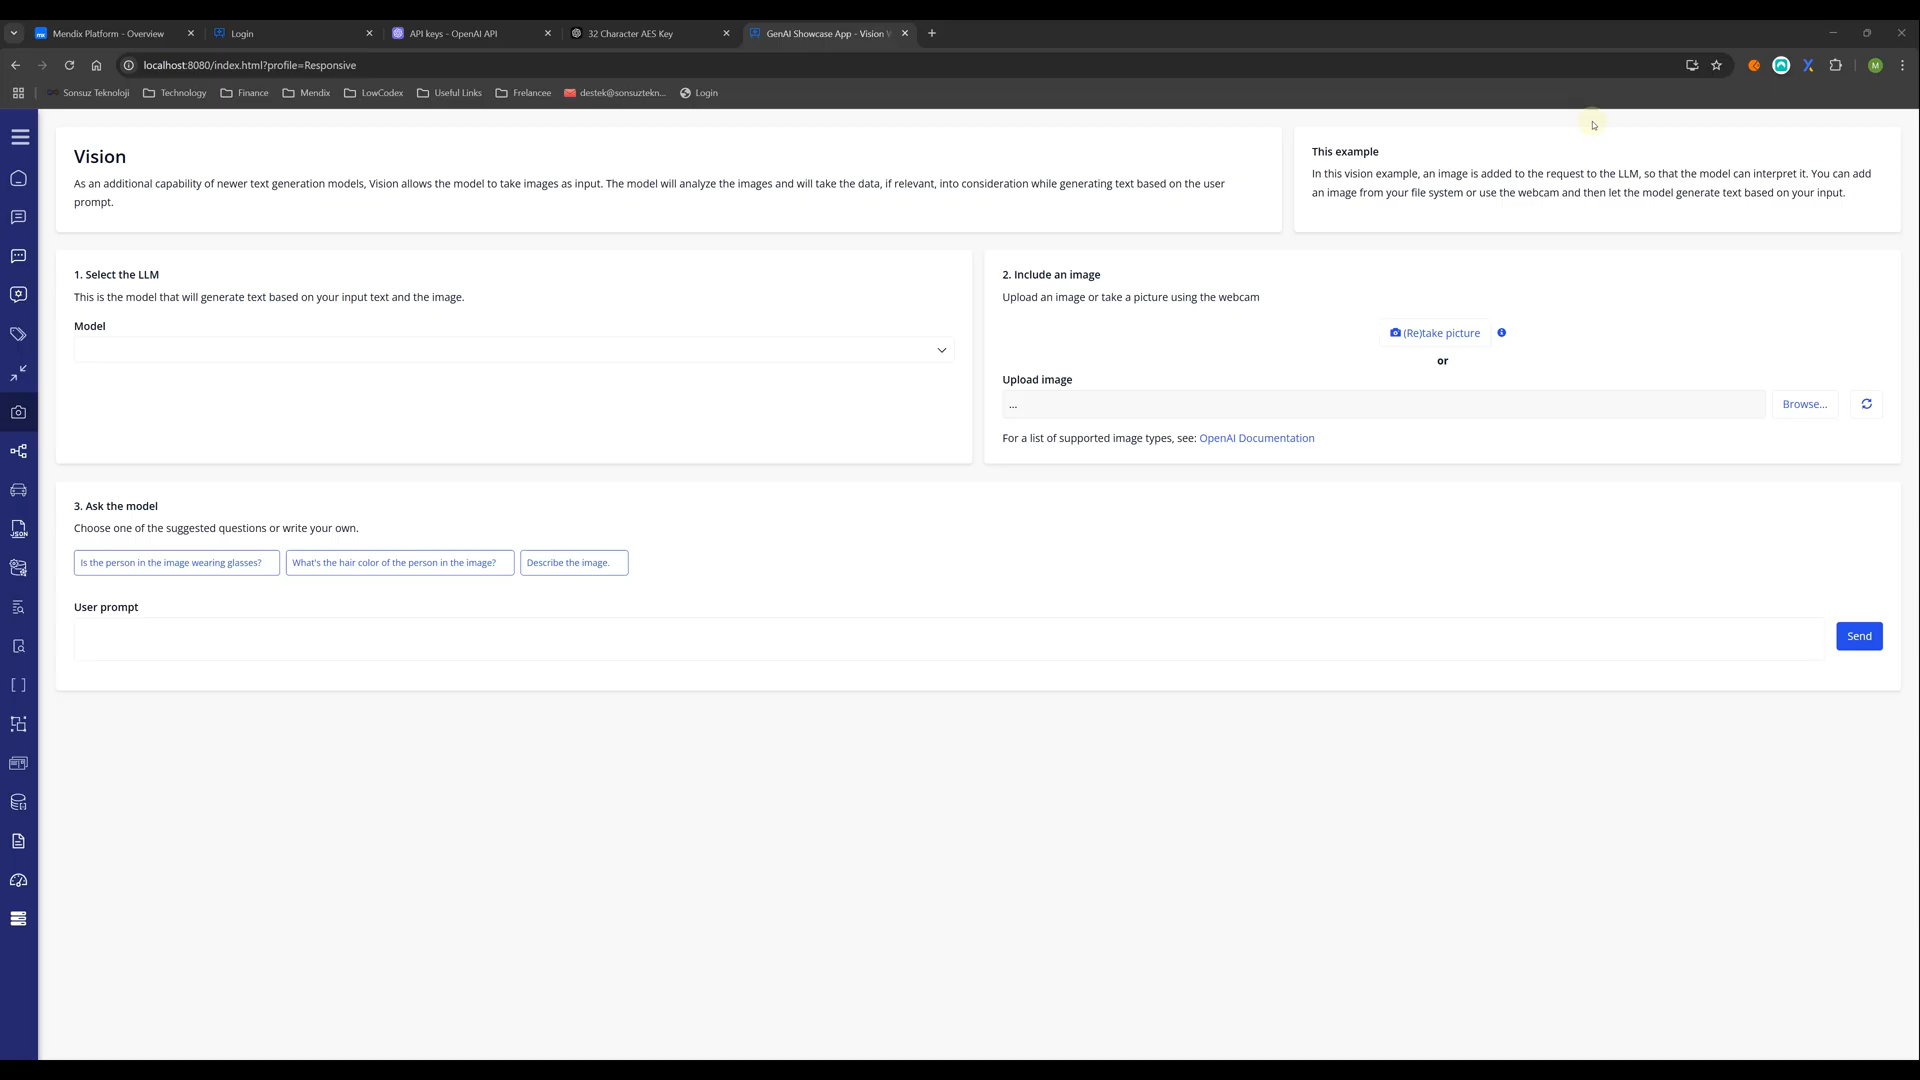 Mendix Platform - Overview
Login
API keys - OpenAI API
32 Character AES Key
GenAI Showcase App - Vision
localhost:8080/index.html?profile=Responsive
M
Sonsuz Teknoloji
Technology
Finance
Mendix
LowCodex
Useful Links
Frelancee
destek@sonsuztekn...
Login
Vision
As an additional capability of newer text generation models, Vision allows the model to take images as input. The model will analyze the images and will take the data, if relevant, into consideration while generating text based on the user
prompt.
This example
In this vision example, an image is added to the request to the LLM, so that the model can interpret it. You can add
an image from your file system or use the webcam and then let the model generate text based on your input.
1. Select the LLM
This is the model that will generate text based on your input text and the image.
Model
2. Include an image
Upload an image or take a picture using the webcam
(Re)take picture
or
Upload image
...
Browse...
For a list of supported image types, see: OpenAI Documentation
3. Ask the model
Choose one of the suggested questions or write your own.
Is the person in the image wearing glasses?
What's the hair color of the person in the image?
Describe the image.
User prompt
Send
JSON